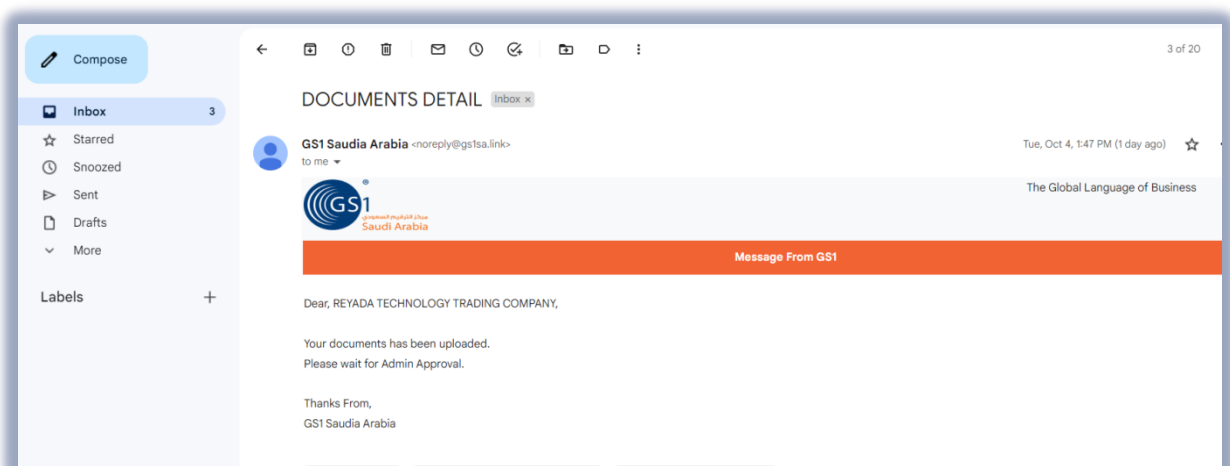 Compose
3 of 20
DOCUMENTS DETAIL Inbox ×
Inbox 3
Starred
GS1 Saudia Arabia <noreply@gs1sa.link>
Tue, Oct 4, 1:47 PM (1 day ago)
to me
Snoozed
Sent
Drafts
More
Labels
The Global Language of Business
GS1
مركز الترقيم السعودي
Saudi Arabia
Message From GS1
Dear, REYADA TECHNOLOGY TRADING COMPANY,
Your documents has been uploaded.
Please wait for Admin Approval.
Thanks From,
GS1 Saudia Arabia